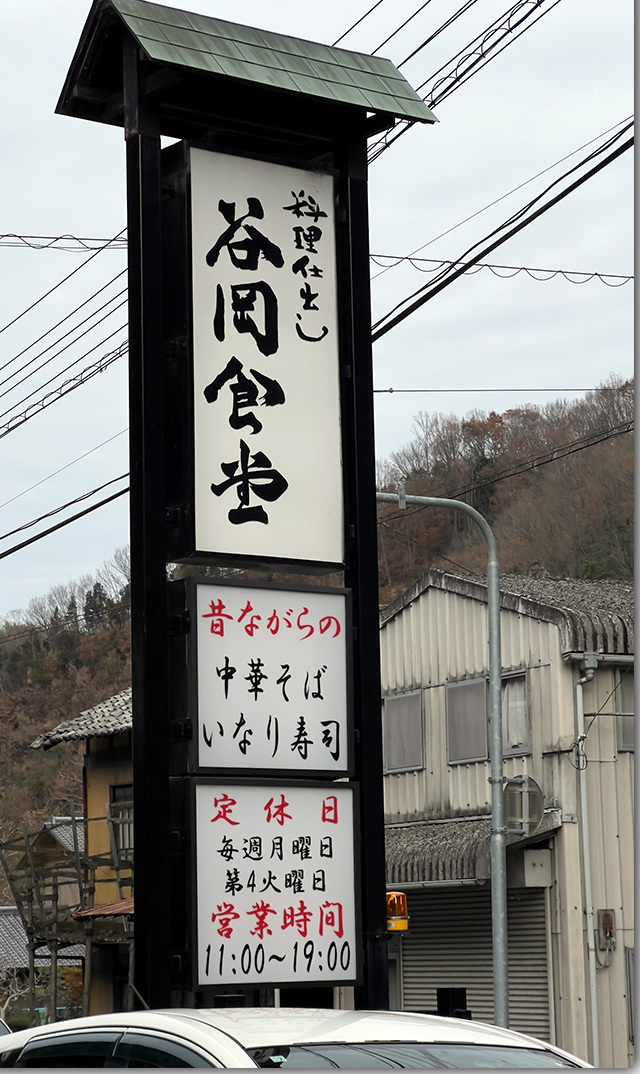 料理仕出し
谷岡食堂
昔ながらの
中華そば
いなり寿司
定休日
毎週月曜日
第4火曜日
営業時間
11:00〜19:00